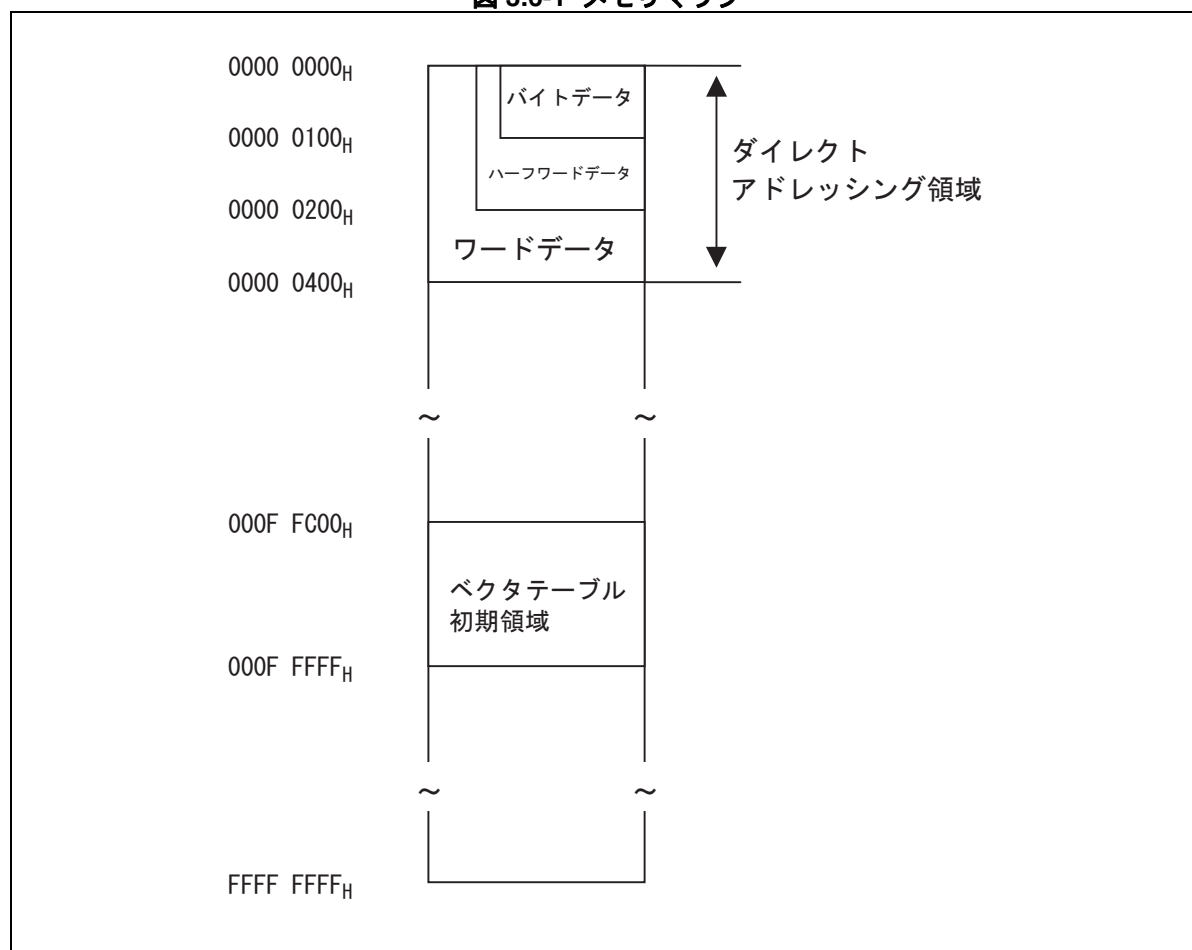 0000 0000H
バイトデータ
0000 0100H
ハーフワードデータ
0000 0200H
ワードデータ
0000 0400H
ダイレクト
アドレッシング領域
～ ～
000F FC00H
ベクタテーブル
初期領域
000F FFFFH
～ ～
FFFF FFFFH